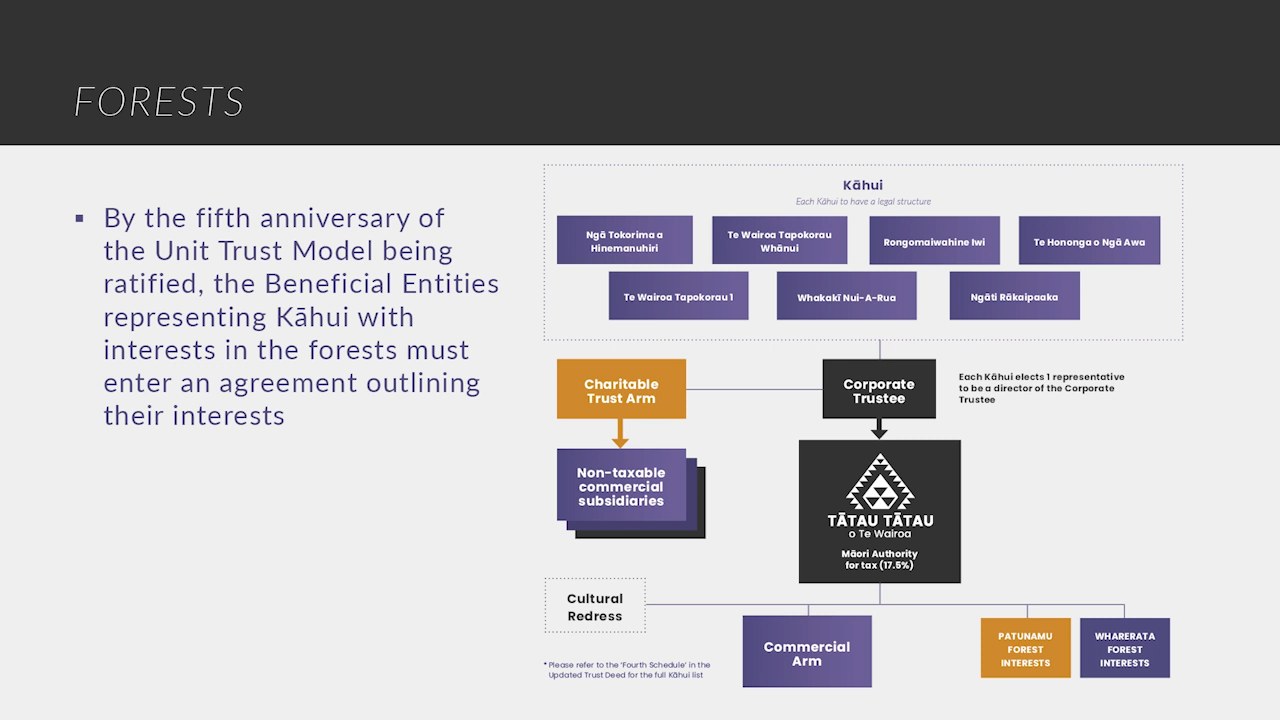 FORESTS
▪ By the fifth anniversary of
the Unit Trust Model being
ratified, the Beneficial Entities
representing Kāhui with
interests in the forests must
enter an agreement outlining
their interests
Kāhui
Each Kāhui to have a legal structure
Ngā Tokorima a
Hinemanuhiri
Te Wairoa Tapokorau
Whānui
Rongomaiwahine Iwi
Te Hononga o Ngā Awa
Te Wairoa Tapokorau 1
Whakakī Nui-A-Rua
Ngāti Rākaipaaka
Charitable
Trust Arm
Corporate
Trustee
Each Kāhui elects 1 representative
to be a director of the Corporate
Trustee
Non-taxable
commercial
subsidiaries
TĀTAU TĀTAU
o Te Wairoa
Māori Authority
for tax (17.5%)
Cultural
Redress
Commercial
Arm
PATUNAMU
FOREST
INTERESTS
WHARERATA
FOREST
INTERESTS
* Please refer to the 'Fourth Schedule' in the
Updated Trust Deed for the full Kāhui list